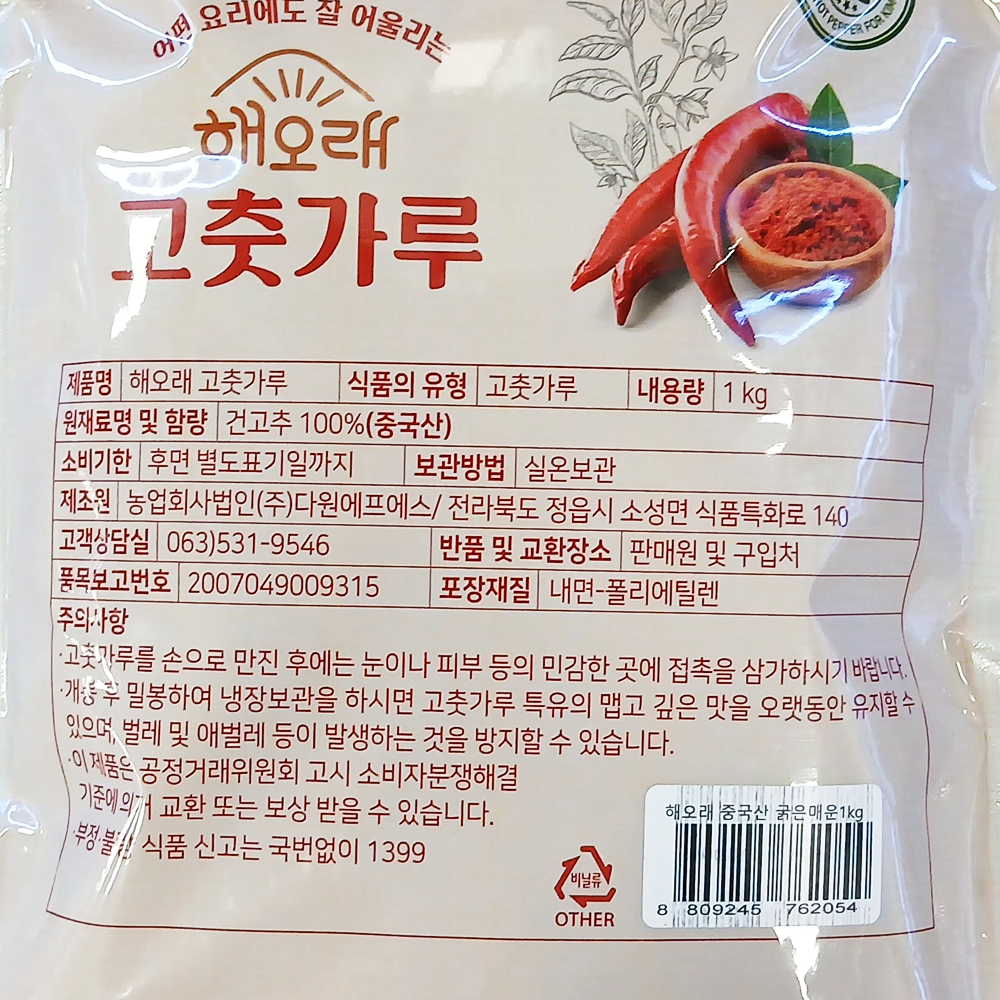 어떤 요리에도 잘 어울리는
해오래
고춧가루
HOT PEPPER FOR
제품명 해오래 고춧가루 식품의 유형 고춧가루 내용량 1 kg
원재료명 및 함량 건고추 100%(중국산)
소비기한 후면 별도표기일까지 보관방법 실온보관
제조원 농업회사법인(주)다원에프에스/ 전라북도 정읍시 소성면 식품특화로 140
고객상담실 063)531-9546 반품 및 교환장소 판매원 및 구입처
품목보고번호 2007049009315 포장재질 내면-폴리에틸렌
주의사항
·고춧가루를 손으로 만진 후에는 눈이나 피부 등의 민감한 곳에 접촉을 삼가하시기 바랍니다.
·개봉 후 밀봉하여 냉장보관을 하시면 고춧가루 특유의 맵고 깊은 맛을 오랫동안 유지할 수
있으며, 벌레 및 애벌레 등이 발생하는 것을 방지할 수 있습니다.
·이 제품은 공정거래위원회 고시 소비자분쟁해결
기준에 의거 교환 또는 보상 받을 수 있습니다.
·부정·불량 식품 신고는 국번없이 1399
비닐류
OTHER
해오래 중국산 굵은매운1kg
8 809245 762054